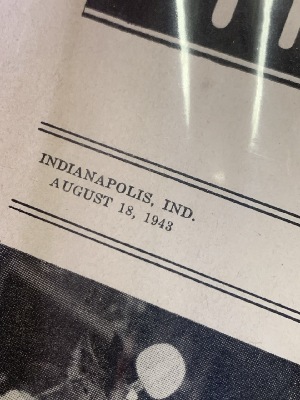 INDIANAPOLIS, IND.
AUGUST 18, 1943